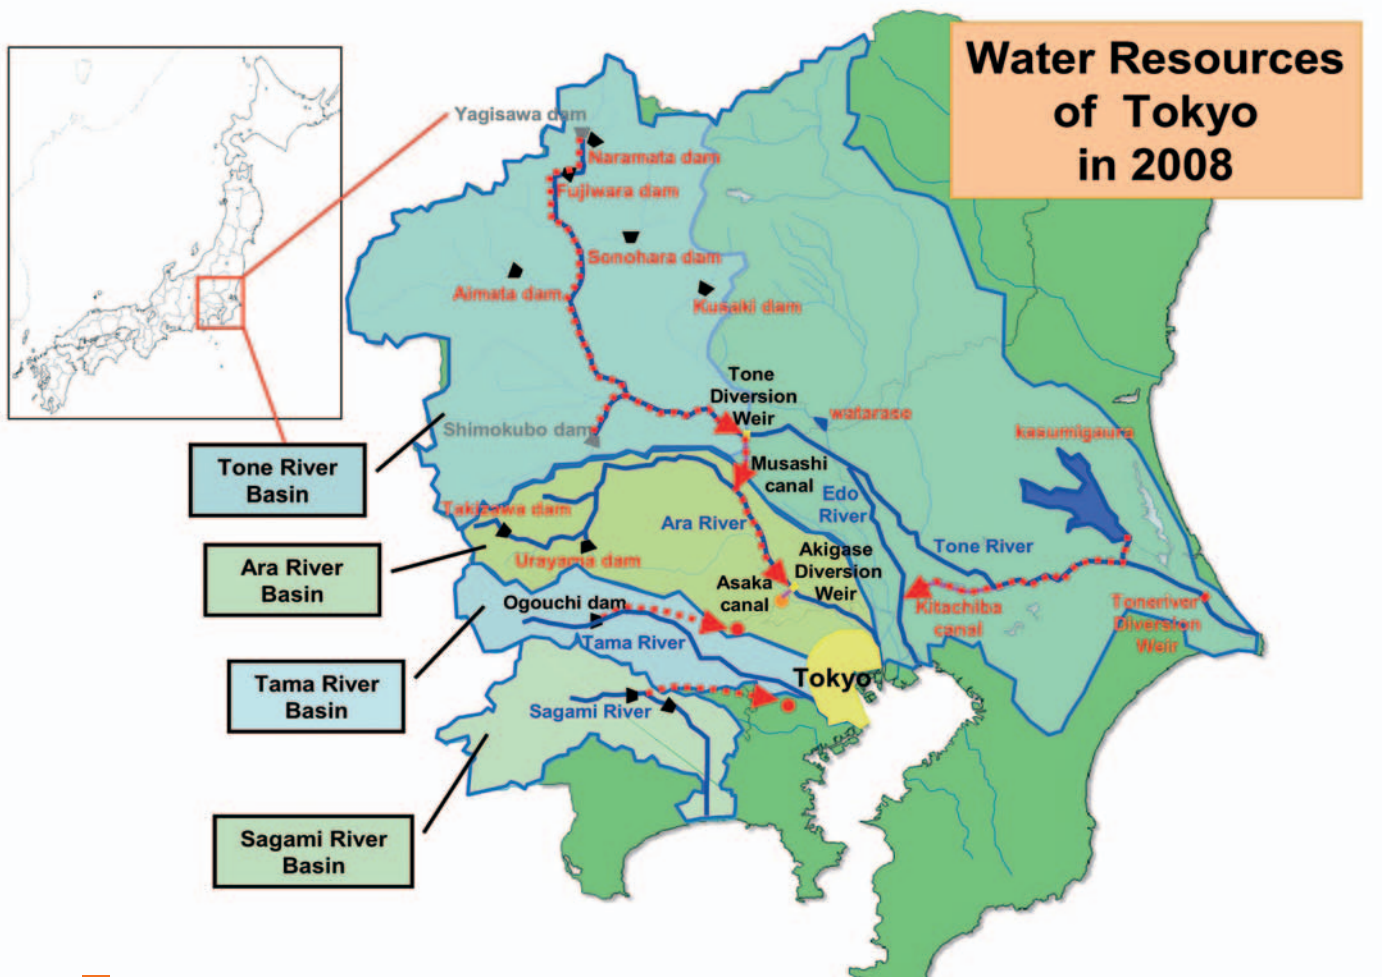 Water Resources
of Tokyo
in 2008
Yagisawa dam
Naramata dam
Fujiwara dam
Sonohara dam
Aimata dam
Kusaki dam
Tone
Diversion
Weir
watarase
Shimokubo dam
kasumigaura
Tone River
Basin
Musashi
canal
Edo
River
Takizawa dam
Ara River
Tone River
Urayama dam
Akigase
Diversion
Weir
Ara River
Basin
Asaka
canal
Ogouchi dam
Kitachiba
canal
Toneriver
Diversion
Weir
Tama River
Tama River
Basin
Tokyo
Sagami River
Sagami River
Basin